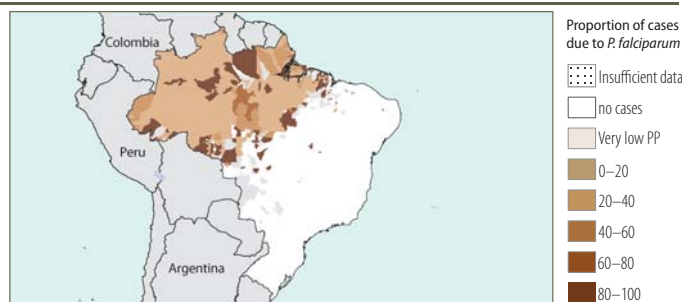 Colombia
Peru
Argentina
Proportion of cases
due to P. falciparum
Insufficient data
no cases
Very low PP
0–20
20–40
40–60
60–80
80–100